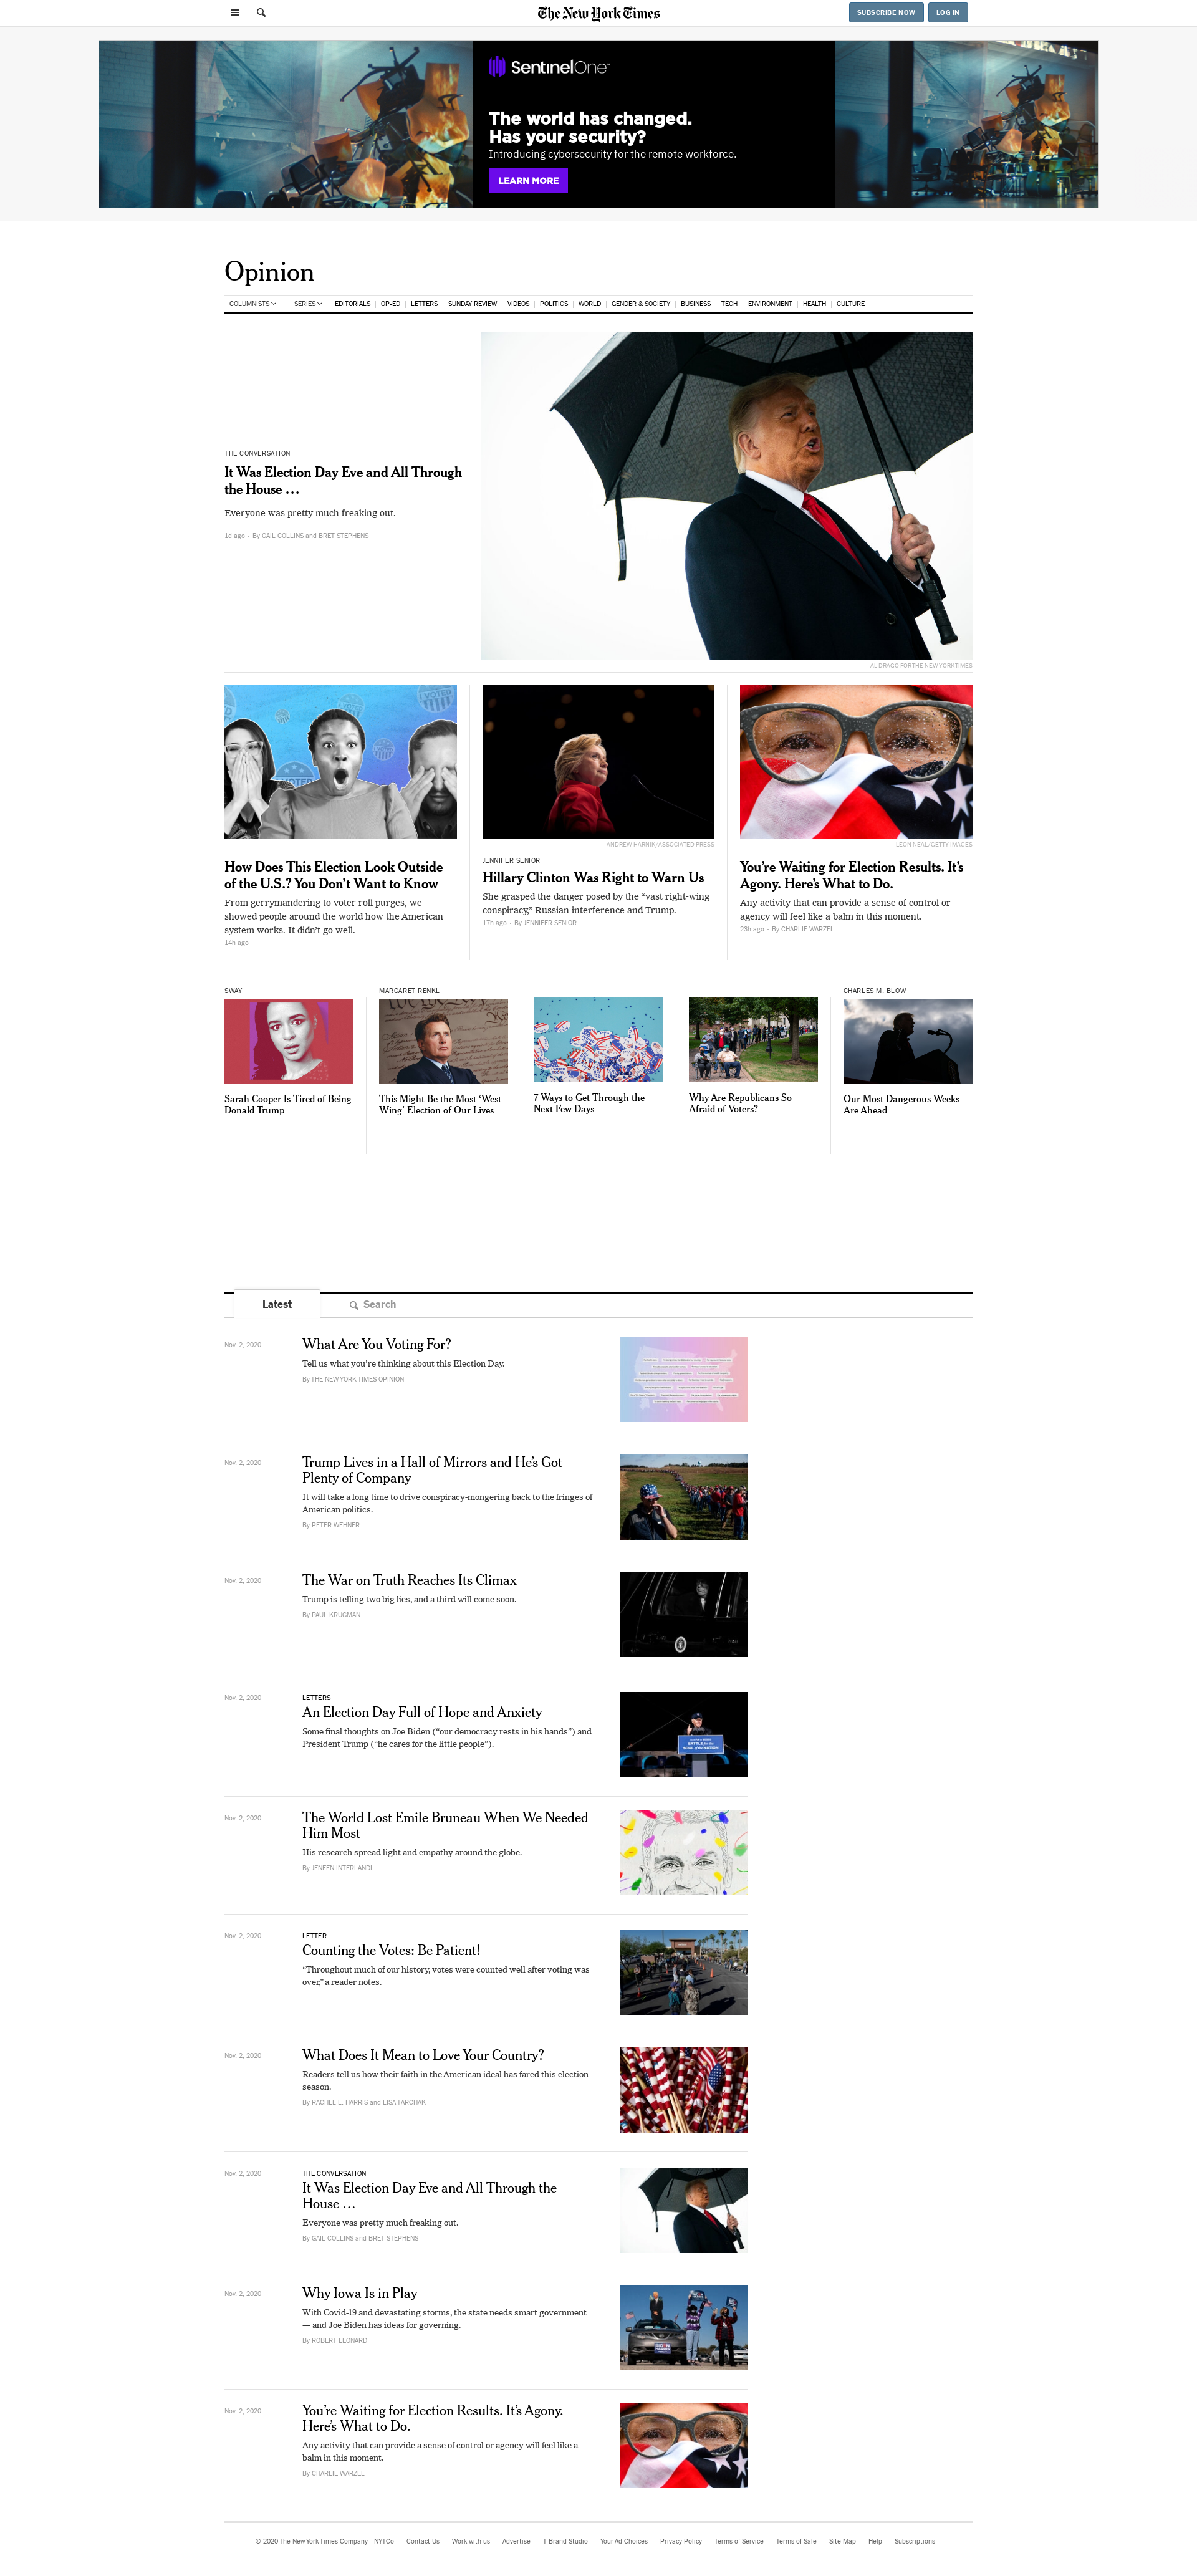 The New York Times
SUBSCRIBE NOW
LOG IN
SentinelOne
The world has changed.
Has your security?
Introducing cybersecurity for the remote workforce.
LEARN MORE
Opinion
COLUMNISTS | SERIES EDITORIALS | OP-ED | LETTERS | SUNDAY REVIEW | VIDEOS | POLITICS | WORLD | GENDER & SOCIETY | BUSINESS | TECH | ENVIRONMENT | HEALTH | CULTURE
THE CONVERSATION
It Was Election Day Eve and All Through
the House …
Everyone was pretty much freaking out.
1d ago • By GAIL COLLINS and BRET STEPHENS
AL DRAGO FOR THE NEW YORK TIMES
How Does This Election Look Outside
of the U.S.? You Don’t Want to Know
From gerrymandering to voter roll purges, we
showed people around the world how the American
system works. It didn’t go well.
14h ago
ANDREW HARNIK/ASSOCIATED PRESS
JENNIFER SENIOR
Hillary Clinton Was Right to Warn Us
She grasped the danger posed by the “vast right-wing
conspiracy,” Russian interference and Trump.
17h ago • By JENNIFER SENIOR
LEON NEAL/GETTY IMAGES
You’re Waiting for Election Results. It’s
Agony. Here’s What to Do.
Any activity that can provide a sense of control or
agency will feel like a balm in this moment.
23h ago • By CHARLIE WARZEL
SWAY
Sarah Cooper Is Tired of Being
Donald Trump
MARGARET RENKL
This Might Be the Most ‘West
Wing’ Election of Our Lives
7 Ways to Get Through the
Next Few Days
Why Are Republicans So
Afraid of Voters?
CHARLES M. BLOW
Our Most Dangerous Weeks
Are Ahead
Latest
Search
Nov. 2, 2020
What Are You Voting For?
Tell us what you’re thinking about this Election Day.
By THE NEW YORK TIMES OPINION
Nov. 2, 2020
Trump Lives in a Hall of Mirrors and He’s Got
Plenty of Company
It will take a long time to drive conspiracy-mongering back to the fringes of
American politics.
By PETER WEHNER
Nov. 2, 2020
The War on Truth Reaches Its Climax
Trump is telling two big lies, and a third will come soon.
By PAUL KRUGMAN
Nov. 2, 2020
LETTERS
An Election Day Full of Hope and Anxiety
Some final thoughts on Joe Biden (“our democracy rests in his hands”) and
President Trump (“he cares for the little people”).
BATTLE for the
SOUL of the NATION
Nov. 2, 2020
The World Lost Emile Bruneau When We Needed
Him Most
His research spread light and empathy around the globe.
By JENEEN INTERLANDI
Nov. 2, 2020
LETTER
Counting the Votes: Be Patient!
“Throughout much of our history, votes were counted well after voting was
over,” a reader notes.
Nov. 2, 2020
What Does It Mean to Love Your Country?
Readers tell us how their faith in the American ideal has fared this election
season.
By RACHEL L. HARRIS and LISA TARCHAK
Nov. 2, 2020
THE CONVERSATION
It Was Election Day Eve and All Through the
House …
Everyone was pretty much freaking out.
By GAIL COLLINS and BRET STEPHENS
Nov. 2, 2020
Why Iowa Is in Play
With Covid-19 and devastating storms, the state needs smart government
— and Joe Biden has ideas for governing.
By ROBERT LEONARD
Nov. 2, 2020
You’re Waiting for Election Results. It’s Agony.
Here’s What to Do.
Any activity that can provide a sense of control or agency will feel like a
balm in this moment.
By CHARLIE WARZEL
© 2020 The New York Times Company NYTCo Contact Us Work with us Advertise T Brand Studio Your Ad Choices Privacy Policy Terms of Service Terms of Sale Site Map Help Subscriptions